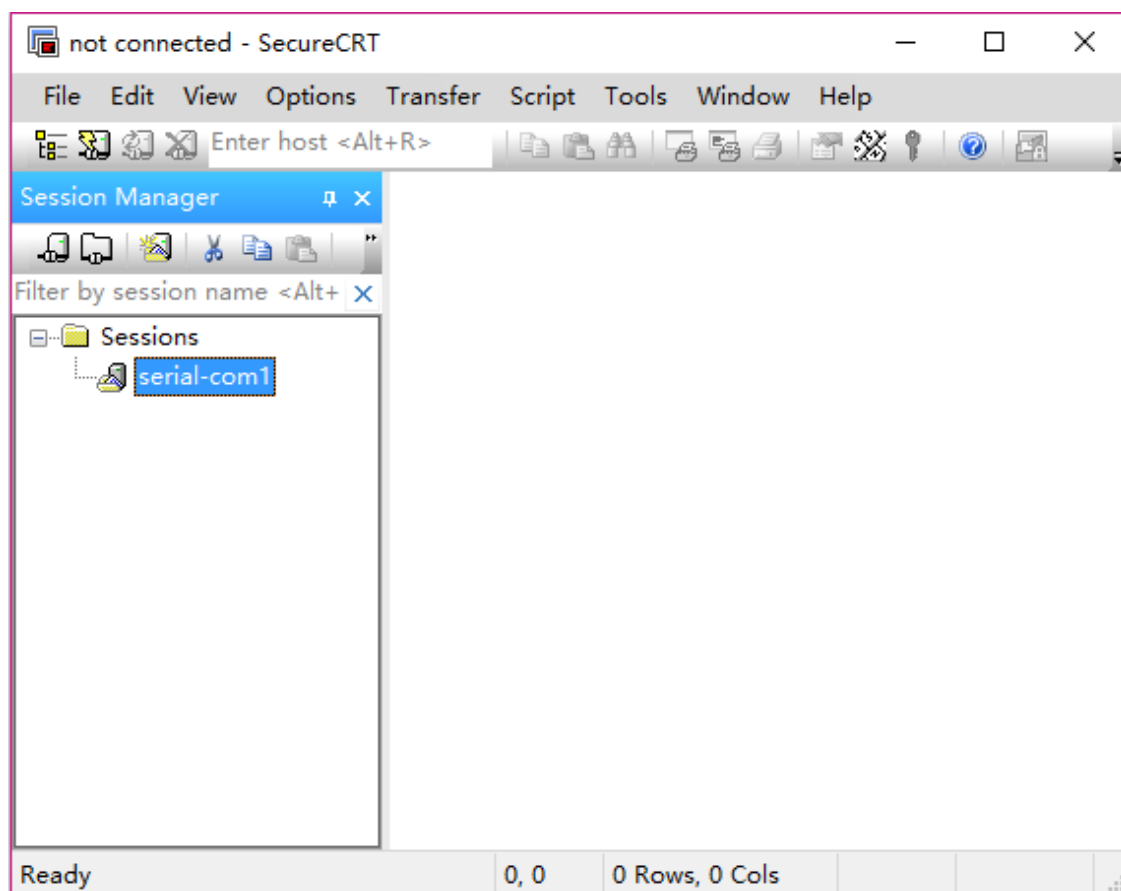 not connected - SecureCRT
File Edit View Options Transfer Script Tools Window Help
Enter host <Alt+R>
Session Manager
Filter by session name <Alt+
Sessions
serial-com1
Ready 0, 0 0 Rows, 0 Cols